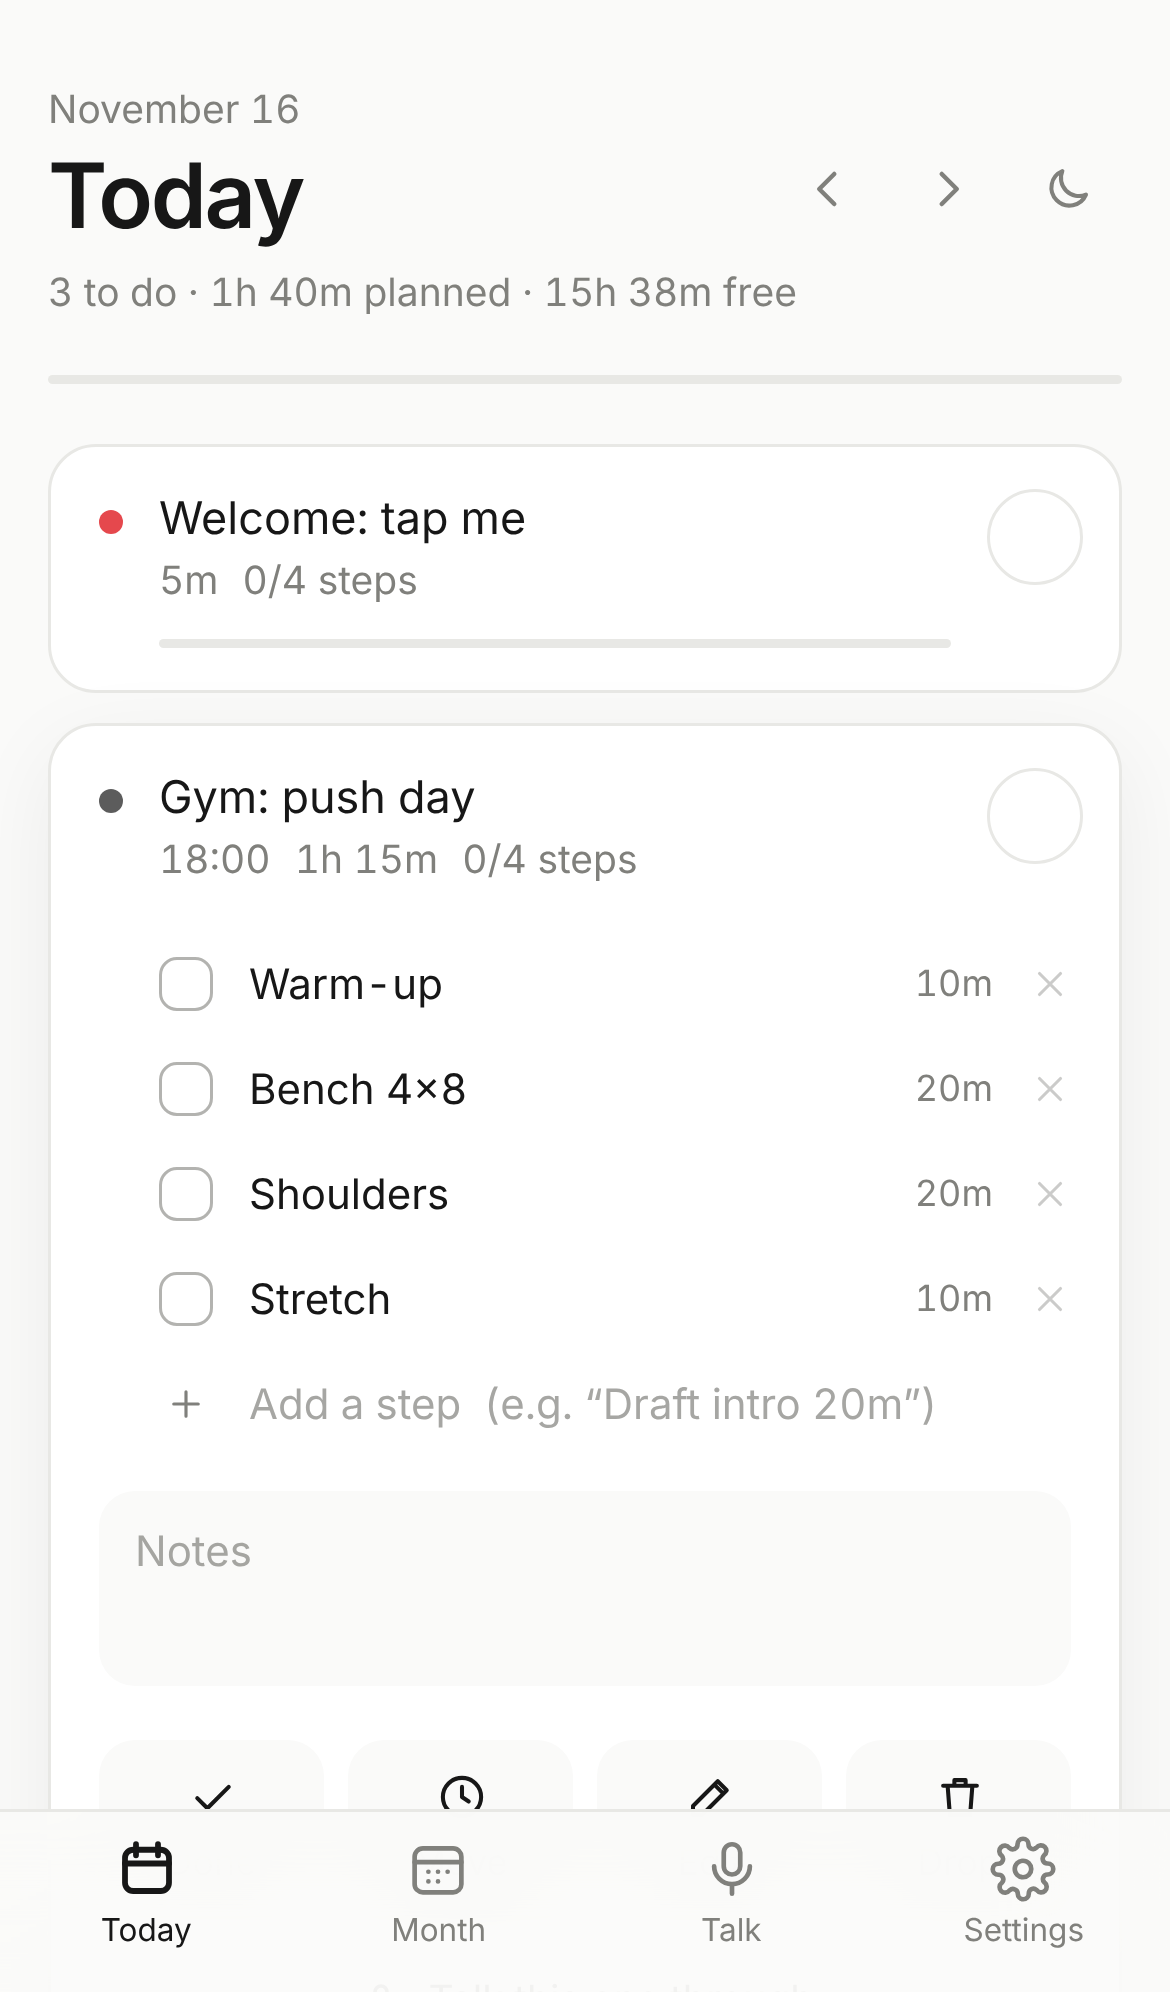 November 16
Today
3 to do · 1h 40m planned · 15h 38m free
Welcome: tap me
5m 0/4 steps
Gym: push day
18:00 1h 15m 0/4 steps
Warm-up 10m
Bench 4×8 20m
Shoulders 20m
Stretch 10m
Add a step (e.g. “Draft intro 20m”)
Notes
Today Month Talk Settings